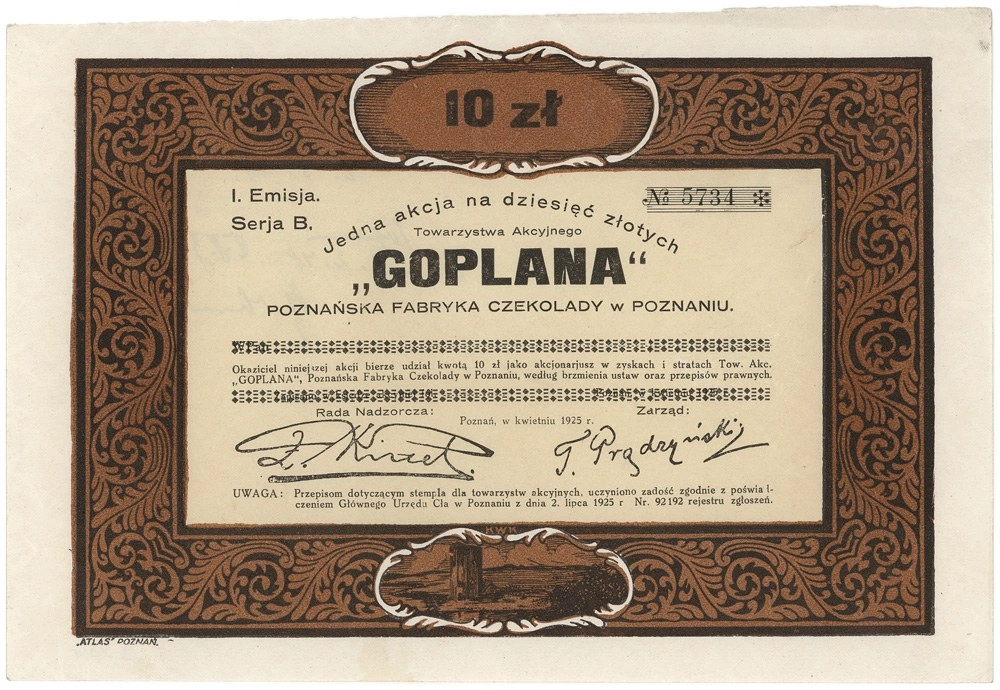 10 zł
I. Emisja.
Serja B.
№ 5734 ✻
Jedna akcja na dziesięć złotych
Towarzystwa Akcyjnego
„GOPLANA“
POZNAŃSKA FABRYKA CZEKOLADY w POZNANIU.
Okaziciel niniejszej akcji bierze udział kwotą 10 zł jako akcjonarjusz w zyskach i stratach Tow. Akc.
„GOPLANA“, Poznańska Fabryka Czekolady w Poznaniu, według brzmienia ustaw oraz przepisów prawnych.
Rada Nadzorcza:
Poznań, w kwietniu 1925 r.
Zarząd:
T. Prądzyński
UWAGA: Przepisom dotyczącym stempla dla towarzystw akcyjnych, uczyniono zadość zgodnie z poświad-
czeniem Głównego Urzędu Cła w Poznaniu z dnia 2. lipca 1925 r Nr. 92192 rejestru zgłoszeń.
KWK
„ATLAS“ POZNAŃ.